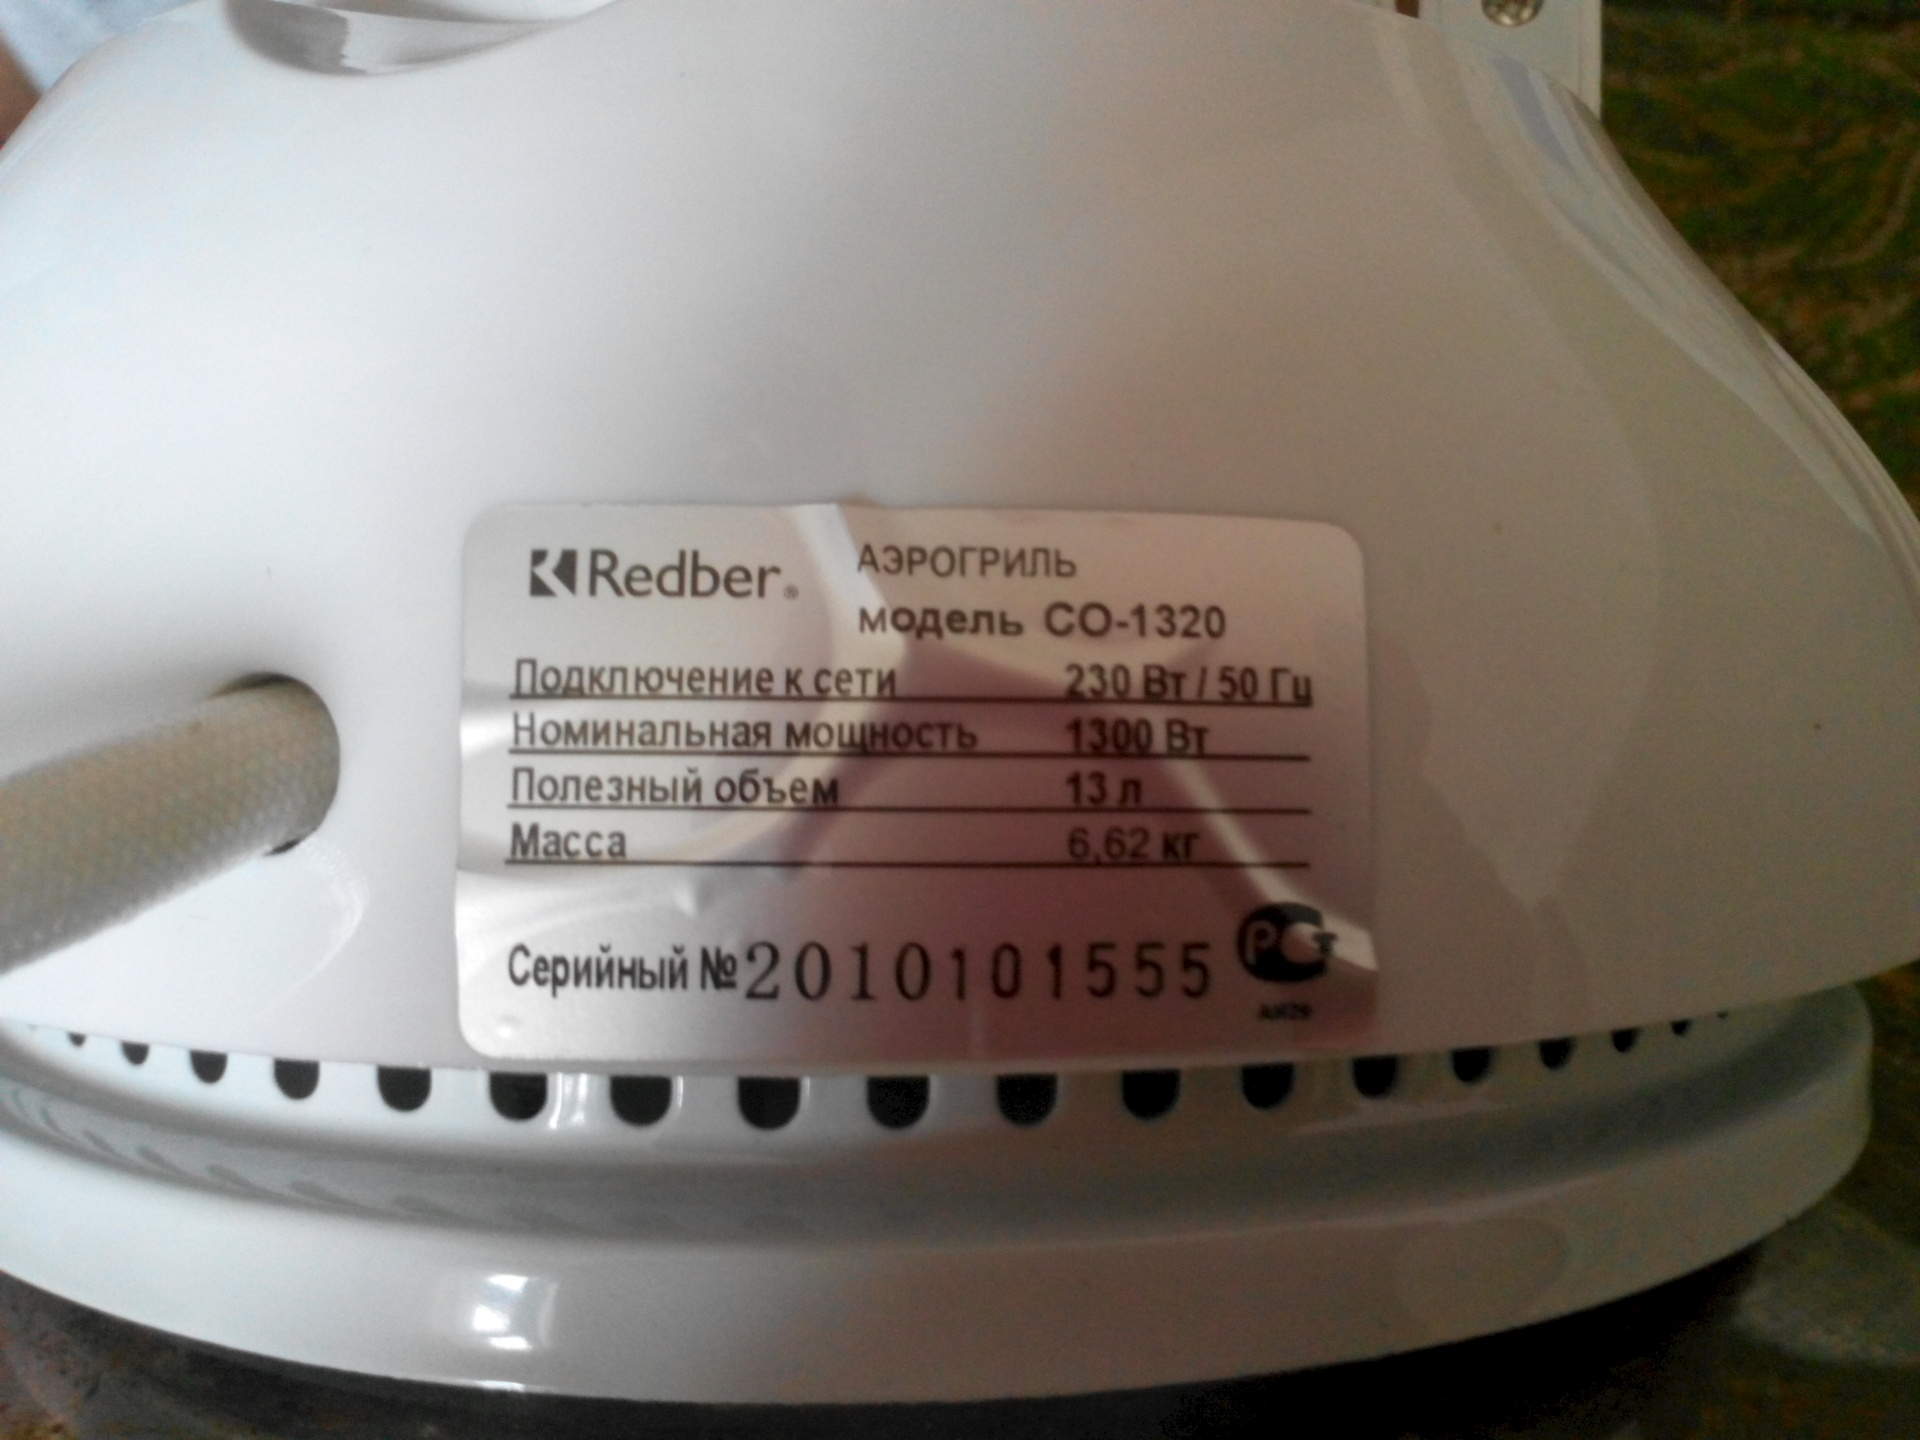 Redber®
АЭРОГРИЛЬ
модель СО-1320
Подключение к сети 230 Вт / 50 Гц
Номинальная мощность 1300 Вт
Полезный объем 13 л
Масса 6,62 кг
Серийный №2010101555
РСТ